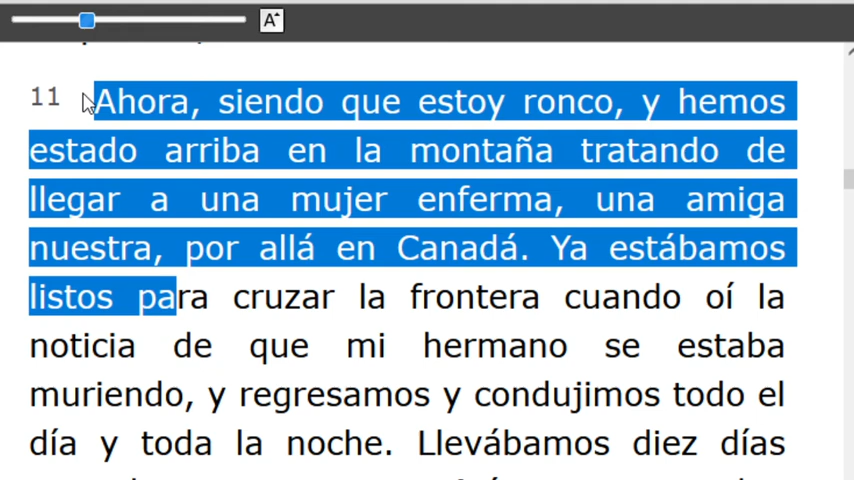 A
11 Ahora, siendo que estoy ronco, y hemos
estado arriba en la montaña tratando de
llegar a una mujer enferma, una amiga
nuestra, por allá en Canadá. Ya estábamos
listos para cruzar la frontera cuando oí la
noticia de que mi hermano se estaba
muriendo, y regresamos y condujimos todo el
día y toda la noche. Llevábamos diez días